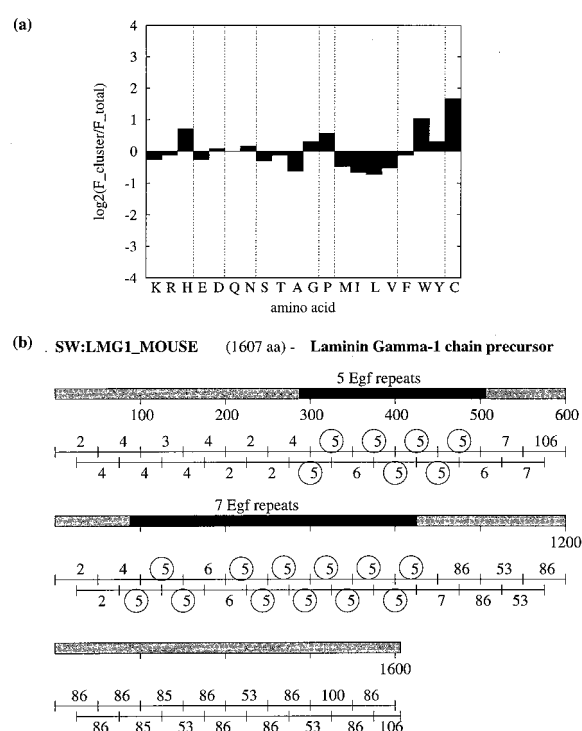 (a)
4
3
2
1
0
-1
-2
-3
-4
log2(F_cluster/F_total)
K R H E D Q N S T A G P M I L V F W Y C
amino acid
(b) SW:LMG1_MOUSE (1607 aa) - Laminin Gamma-1 chain precursor
5 Egf repeats
100 200 300 400 500 600
2 4 3 4 2 4 5 5 5 5 7 106
4 4 4 2 2 5 6 5 5 6 7
7 Egf repeats
1200
2 4 5 6 5 5 5 5 5 86 53 86
2 5 5 6 5 5 5 5 7 86 53
1600
86 86 85 86 53 86 100 86
86 85 53 86 86 53 86 106